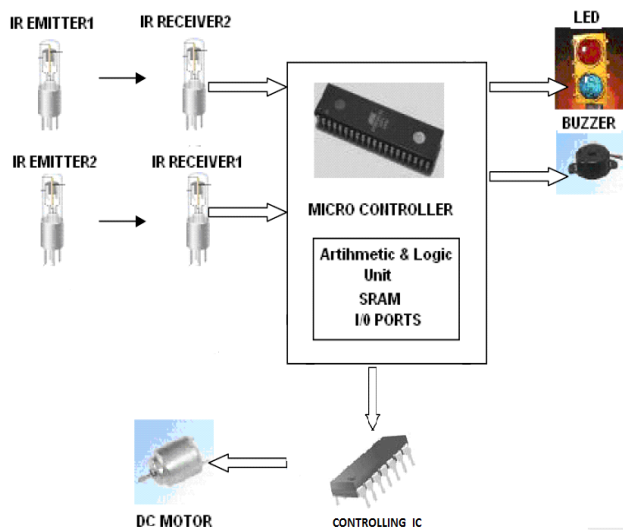 IR EMITTER1
IR RECEIVER2
LED
BUZZER
IR EMITTER2
IR RECEIVER1
MICRO CONTROLLER
Artihmetic & Logic
Unit
SRAM
I/0 PORTS
DC MOTOR
CONTROLLING IC